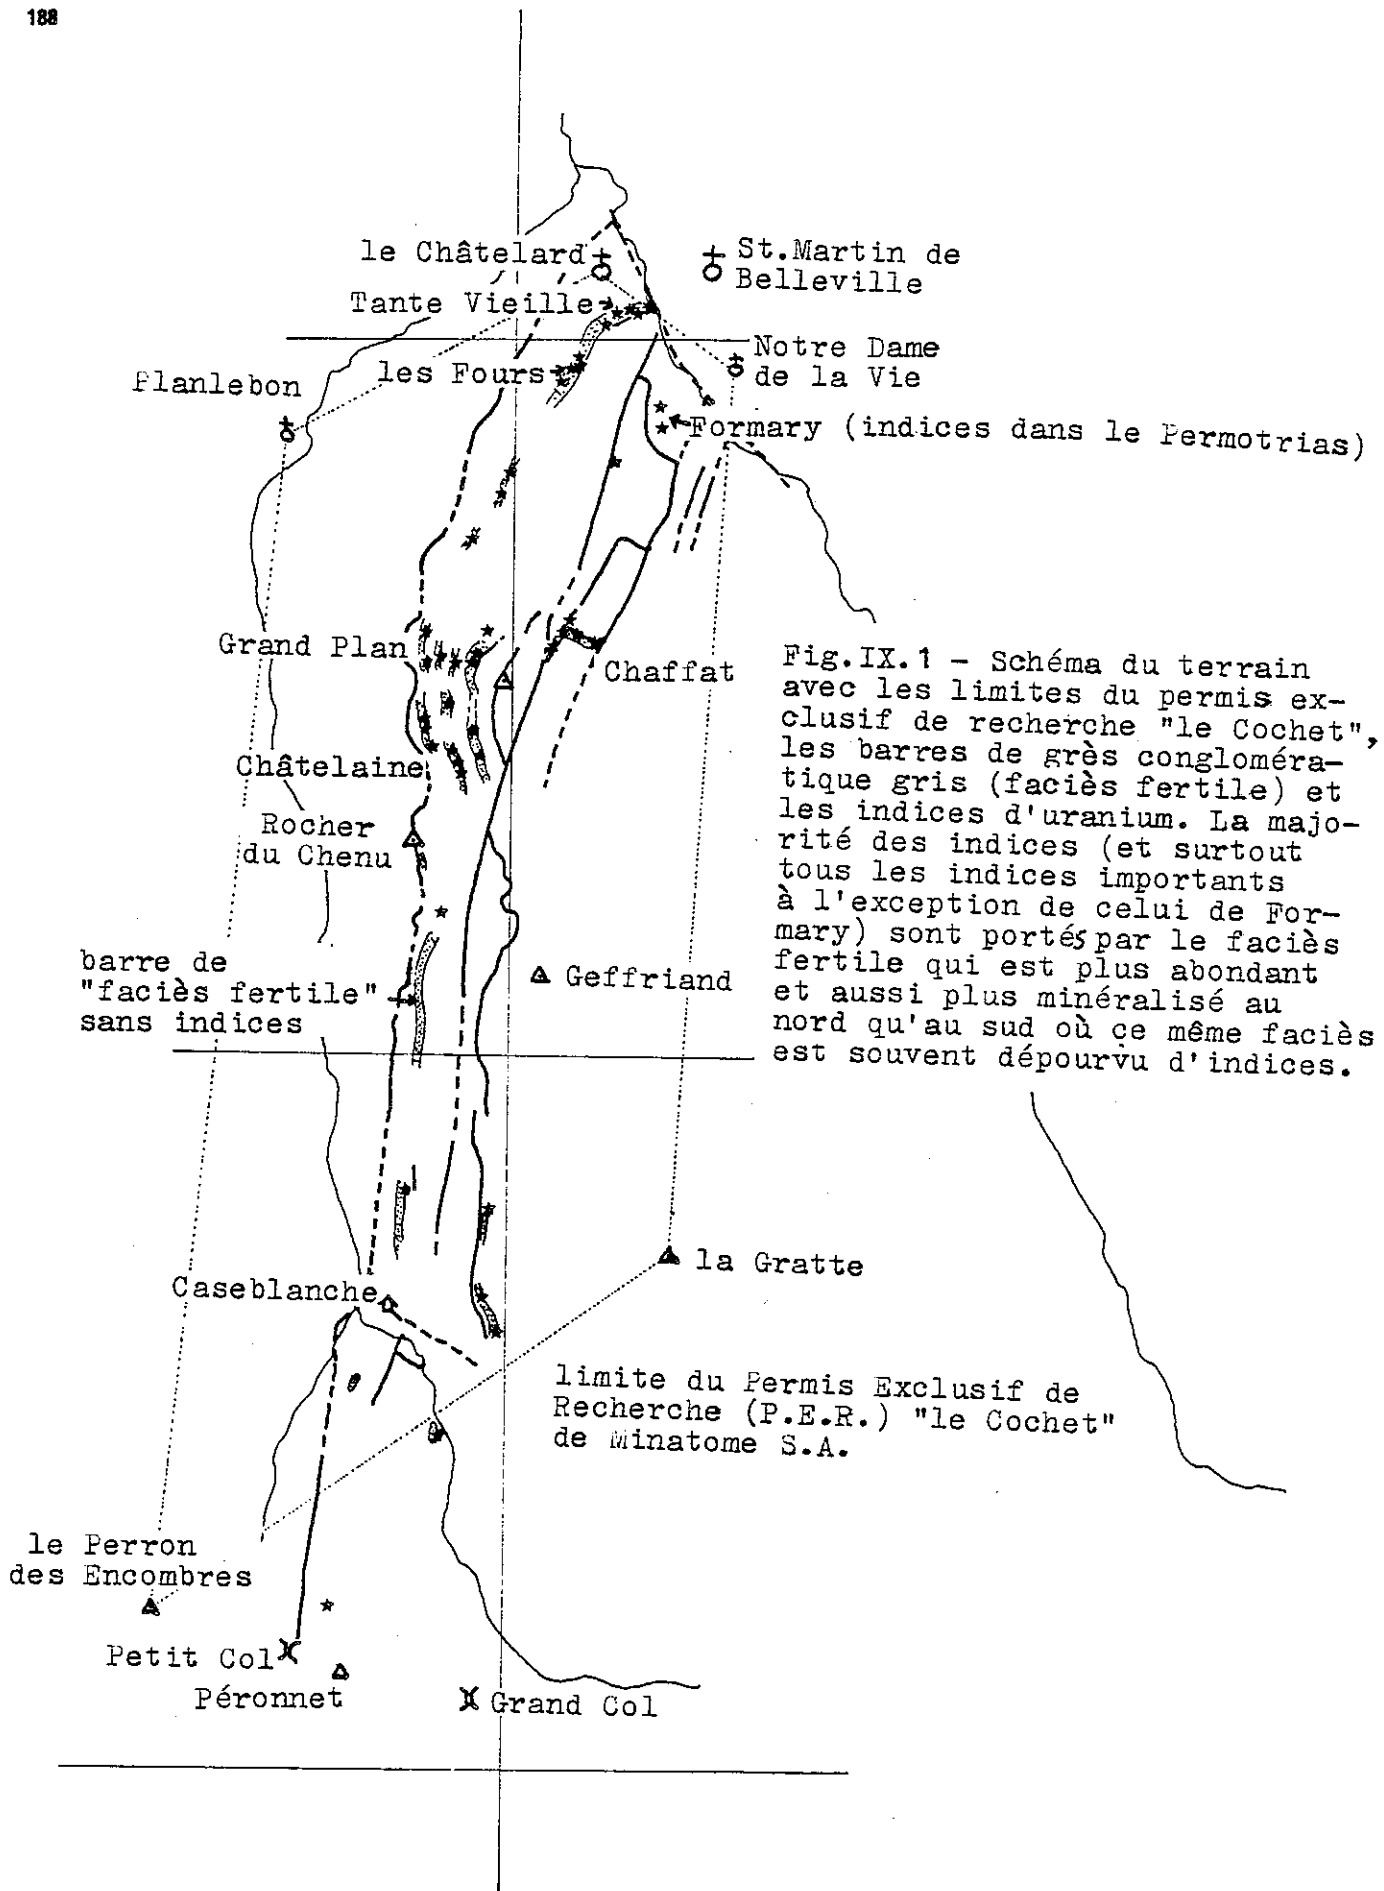 188
le Châtelard
St.Martin de
Belleville
Tante Vieille
Notre Dame
de la Vie
Planlebon
les Fours
Formary (indices dans le Permotrias)
Grand Plan
Chaffat
Fig.IX.1 - Schéma du terrain
avec les limites du permis ex-
clusif de recherche "le Cochet",
les barres de grès congloméra-
tique gris (faciès fertile) et
les indices d'uranium. La majo-
rité des indices (et surtout
tous les indices importants
à l'exception de celui de For-
mary) sont portés par le faciès
fertile qui est plus abondant
et aussi plus minéralisé au
nord qu'au sud où ce même faciès
est souvent dépourvu d'indices.
Châtelaine
Rocher
du Chenu
barre de
"faciès fertile"
sans indices
Geffriand
la Gratte
Caseblanche
limite du Permis Exclusif de
Recherche (P.E.R.) "le Cochet"
de Minatome S.A.
le Perron
des Encombres
Petit Col
Péronnet
Grand Col